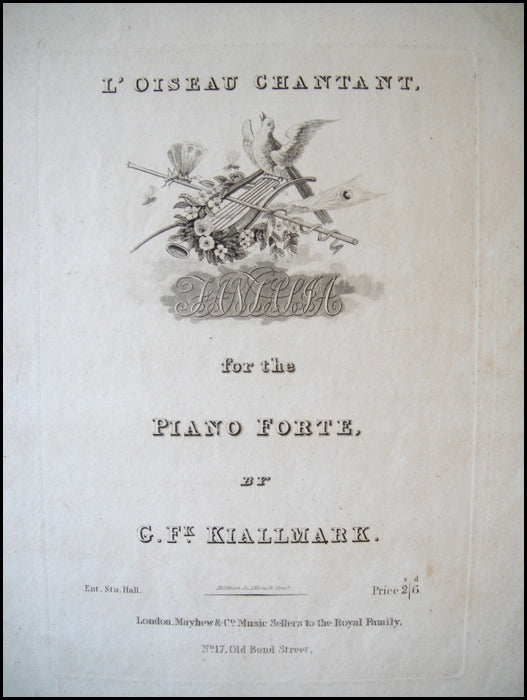 L'OISEAU CHANTANT,
FANTASIA
for the
PIANO FORTE,
BY
G. Fᴷ KIALLMARK.
Ent. Sta. Hall.
Price 2/6.
s d
London, Mayhew & Cº Music Sellers to the Royal Family.
Nº 17, Old Bond Street.